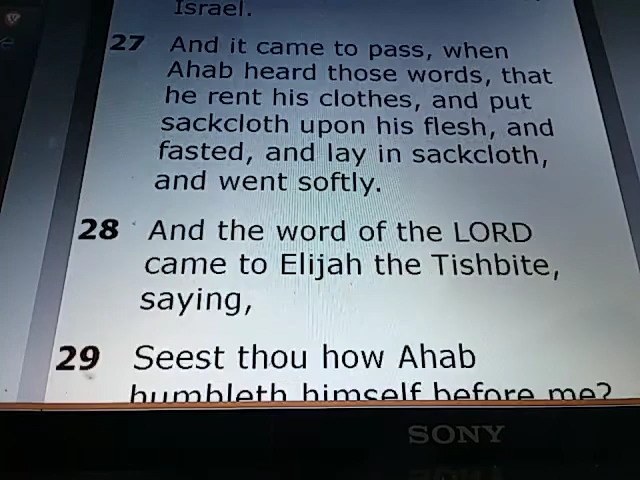 Israel.
27 And it came to pass, when
Ahab heard those words, that
he rent his clothes, and put
sackcloth upon his flesh, and
fasted, and lay in sackcloth,
and went softly.
28 And the word of the LORD
came to Elijah the Tishbite,
saying,
29 Seest thou how Ahab
humbleth himself before me?
SONY